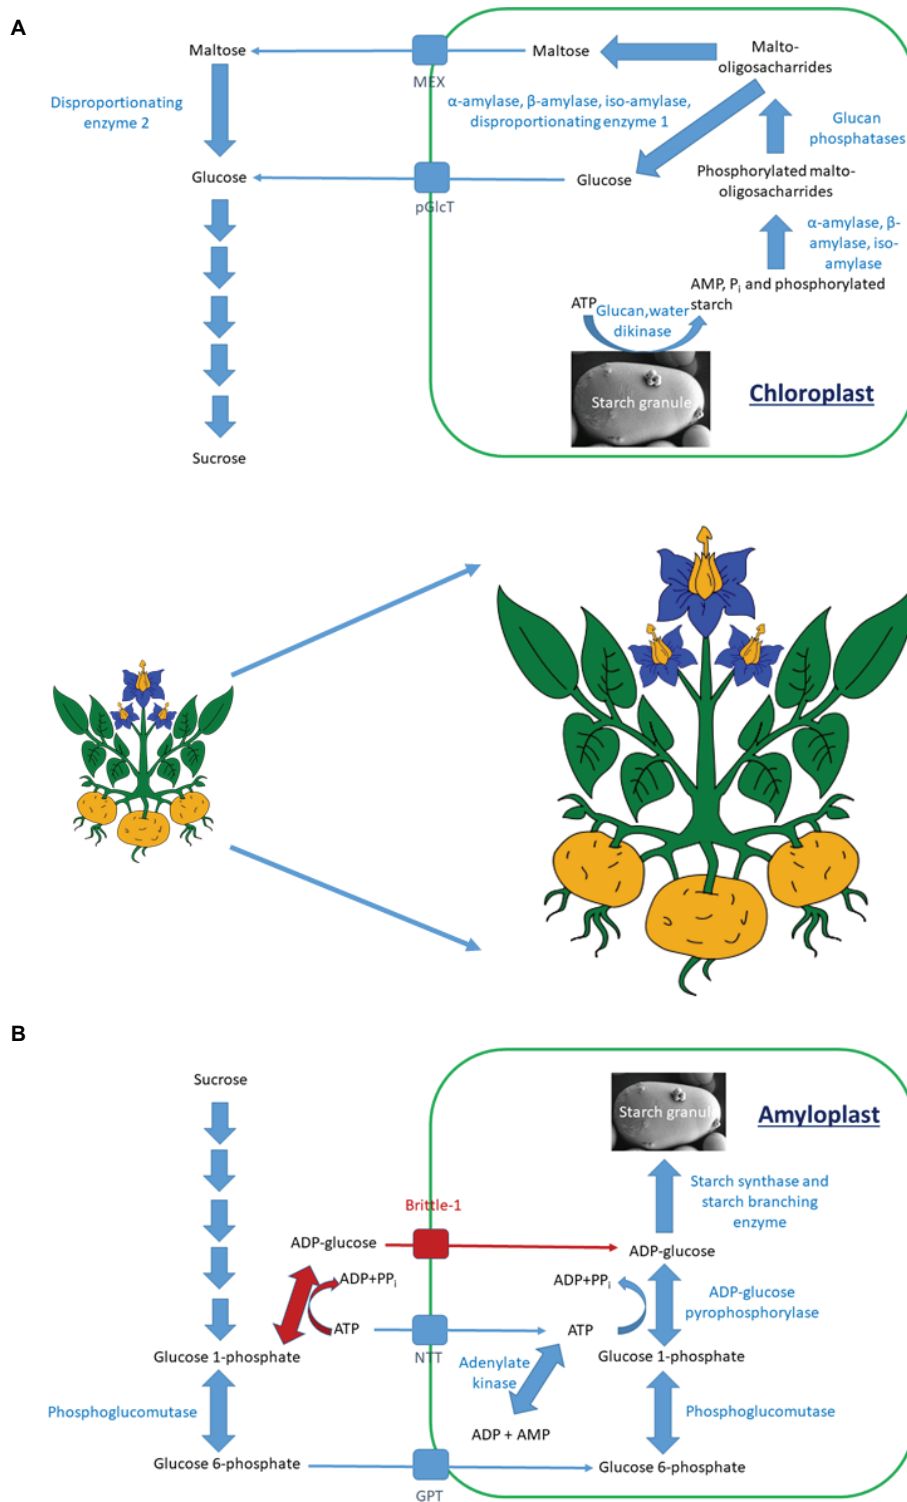 A
Maltose
MEX
Maltose
Malto-
oligosacharrides
Disproportionating
enzyme 2
α-amylase, β-amylase, iso-amylase,
disproportionating enzyme 1
Glucan
phosphatases
Glucose
pGlcT
Glucose
Phosphorylated malto-
oligosacharrides
α-amylase, β-
amylase, iso-
amylase
ATP
AMP, Pi and phosphorylated
starch
Glucan,water
dikinase
Starch granule
Chloroplast
Sucrose
B
Sucrose
Starch granule
Amyloplast
Starch synthase and
starch branching
enzyme
Brittle-1
ADP-glucose
ADP-glucose
ADP+PPi
ADP+PPi
ADP-glucose
pyrophosphorylase
ATP
NTT
ATP
Glucose 1-phosphate
Glucose 1-phosphate
Adenylate
kinase
Phosphoglucomutase
Phosphoglucomutase
ADP + AMP
Glucose 6-phosphate
GPT
Glucose 6-phosphate